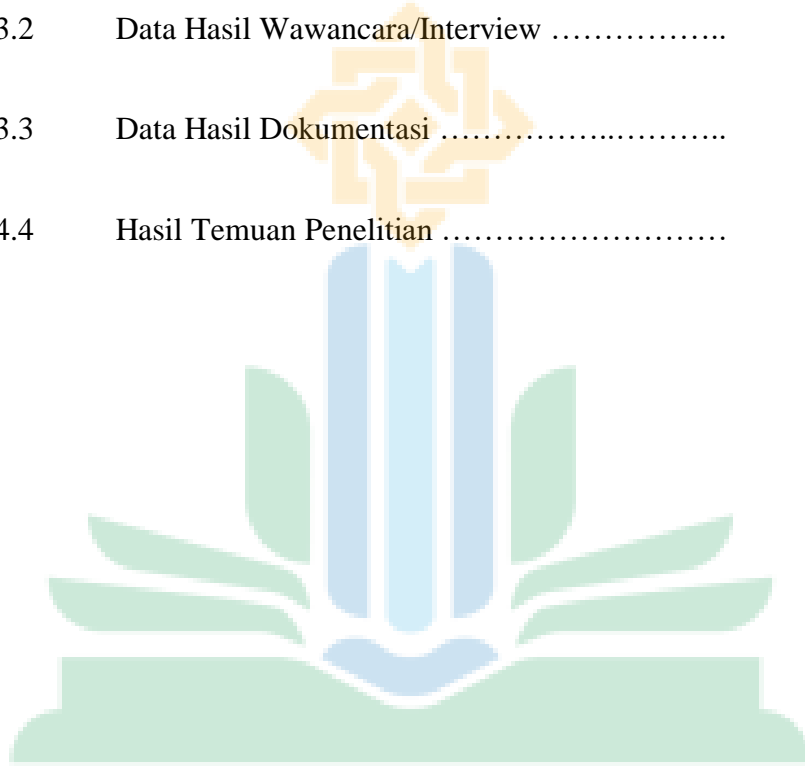 3.2 Data Hasil Wawancara/Interview ……………..
3.3 Data Hasil Dokumentasi ……………..………..
4.4 Hasil Temuan Penelitian ………………………